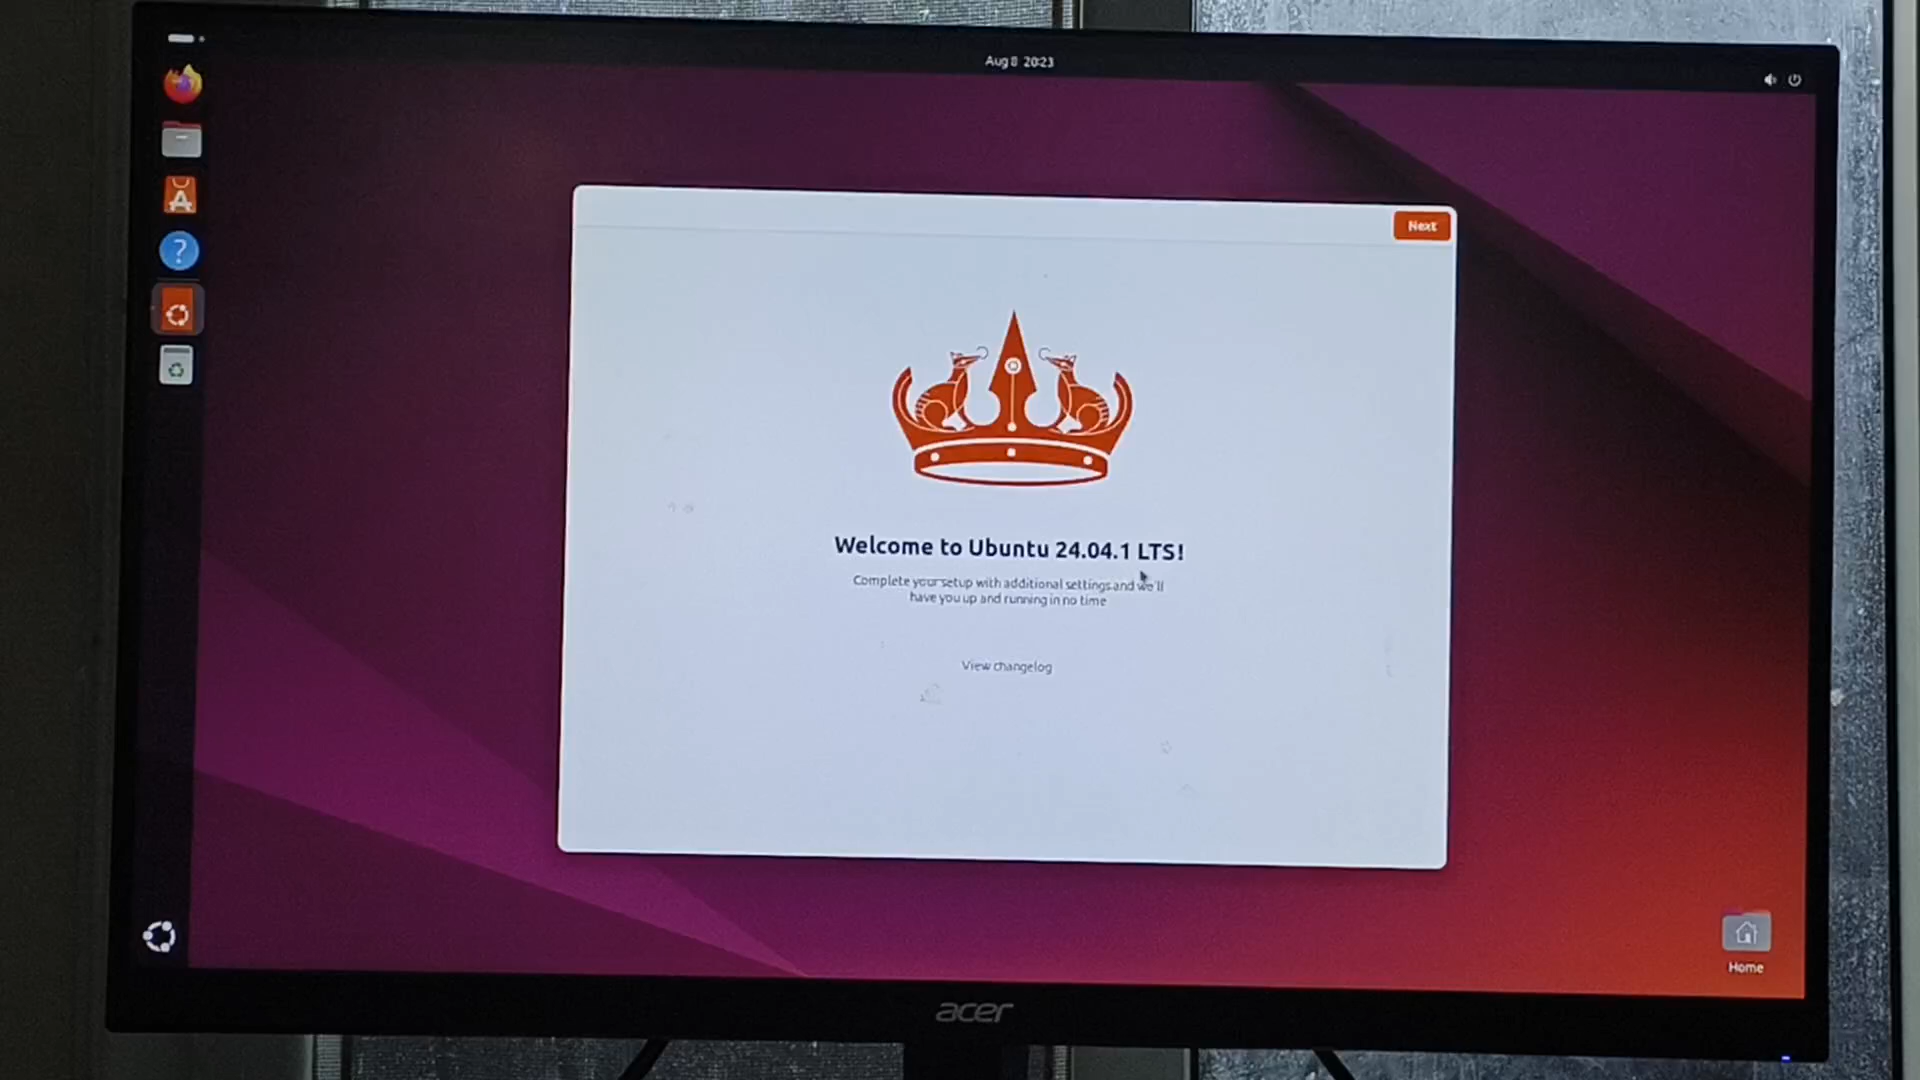 Aug 8 20:23
Next
Welcome to Ubuntu 24.04.1 LTS!
Complete your setup with additional settings and we'll
have you up and running in no time
View changelog
Home
acer